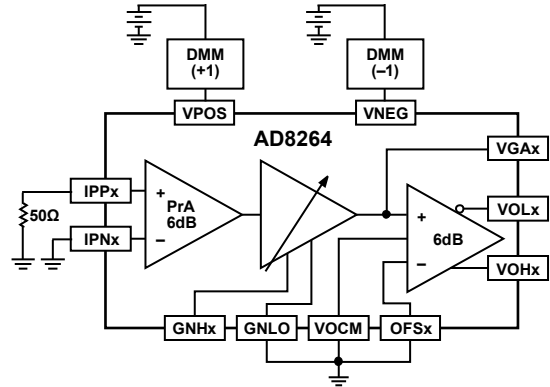 DMM
(+1)
DMM
(–1)
VPOS
VNEG
AD8264
VGAx
IPPx
+
PrA
6dB
–
50Ω
IPNx
+
6dB
–
VOLx
VOHx
GNHx
GNLO
VOCM
OFSx